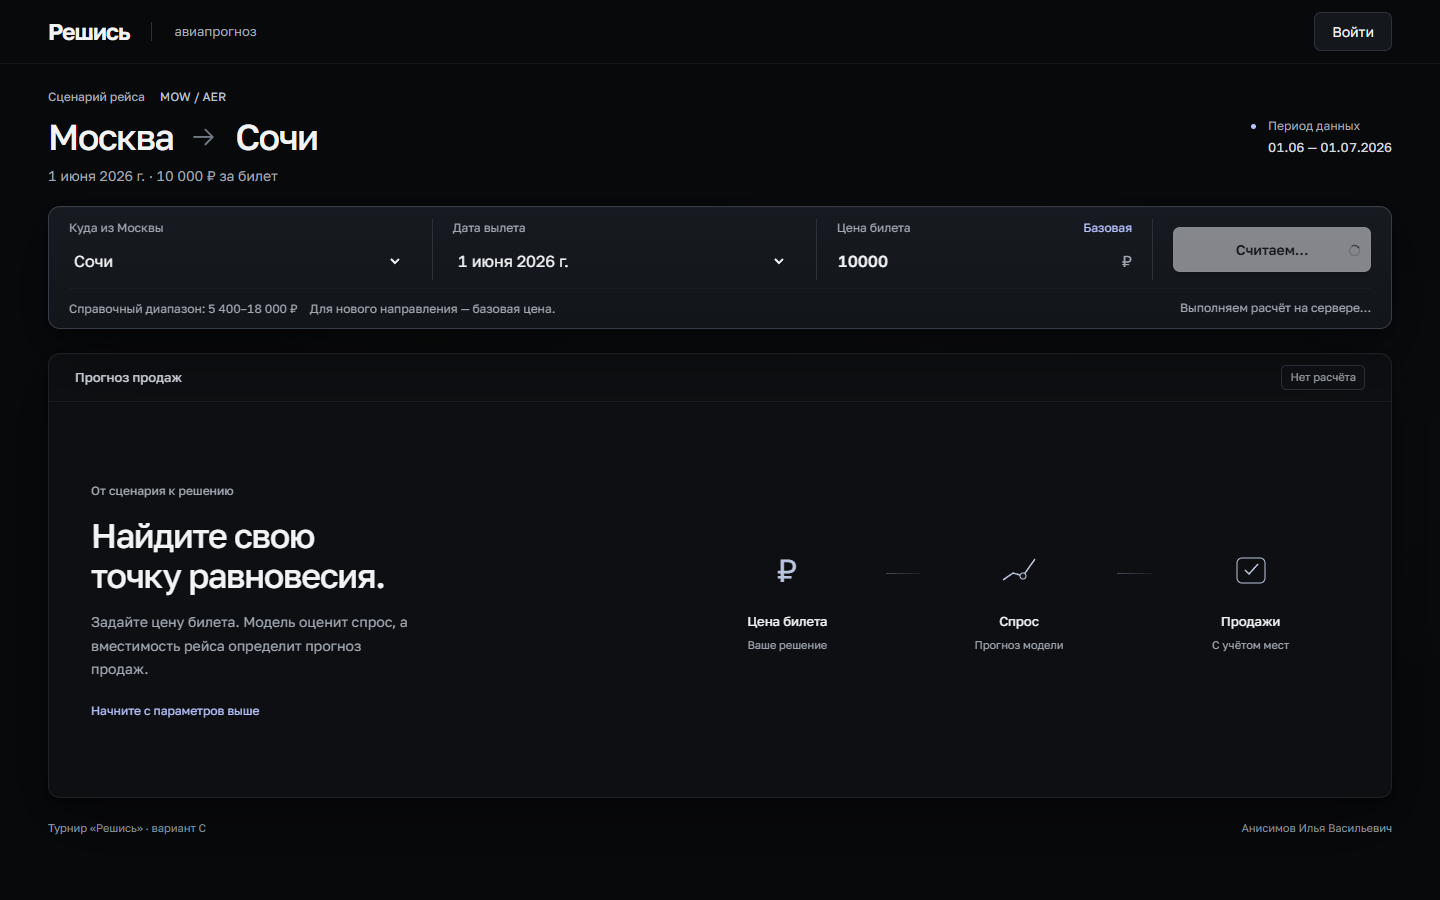 Решись
авиапрогноз
Войти
Сценарий рейса MOW / AER
Москва → Сочи
1 июня 2026 г. · 10 000 ₽ за билет
Период данных
01.06 — 01.07.2026
Куда из Москвы
Сочи
Дата вылета
1 июня 2026 г.
Цена билета
Базовая
10000
₽
Считаем...
Справочный диапазон: 5 400–18 000 ₽ Для нового направления — базовая цена.
Выполняем расчёт на сервере...
Прогноз продаж
Нет расчёта
От сценария к решению
Найдите свою
точку равновесия.
Задайте цену билета. Модель оценит спрос, а
вместимость рейса определит прогноз
продаж.
Начните с параметров выше
₽
Цена билета
Ваше решение
Спрос
Прогноз модели
Продажи
С учётом мест
Турнир «Решись» · вариант C
Анисимов Илья Васильевич